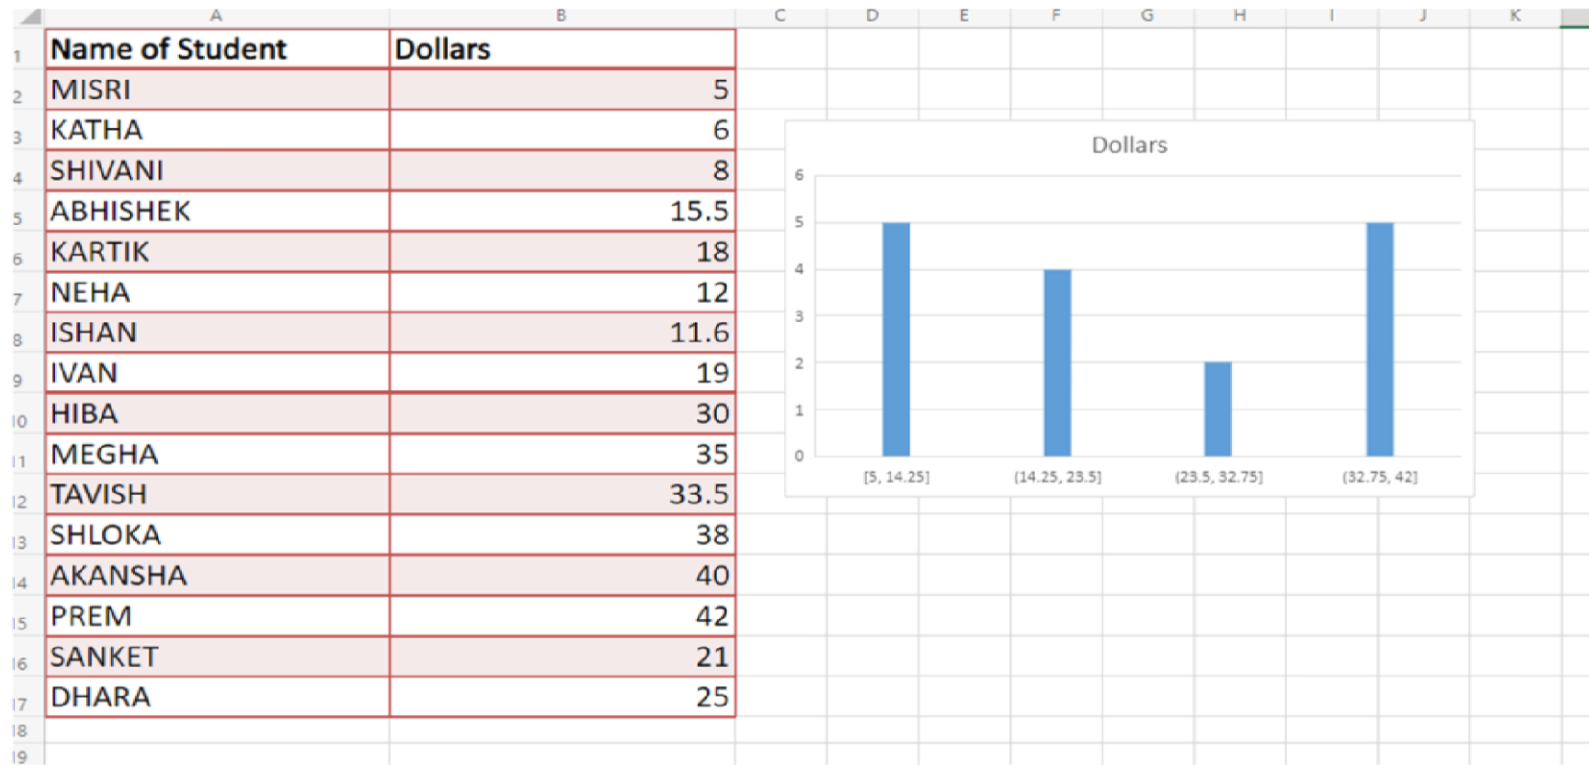 A B C D E F G H I J K
1 Name of Student Dollars
2 MISRI 5
3 KATHA 6
4 SHIVANI 8
5 ABHISHEK 15.5
6 KARTIK 18
7 NEHA 12
8 ISHAN 11.6
9 IVAN 19
10 HIBA 30
11 MEGHA 35
12 TAVISH 33.5
13 SHLOKA 38
14 AKANSHA 40
15 PREM 42
16 SANKET 21
17 DHARA 25
18
19
Dollars
6
5
4
3
2
1
0
[5, 14.25] (14.25, 23.5] (23.5, 32.75] (32.75, 42]